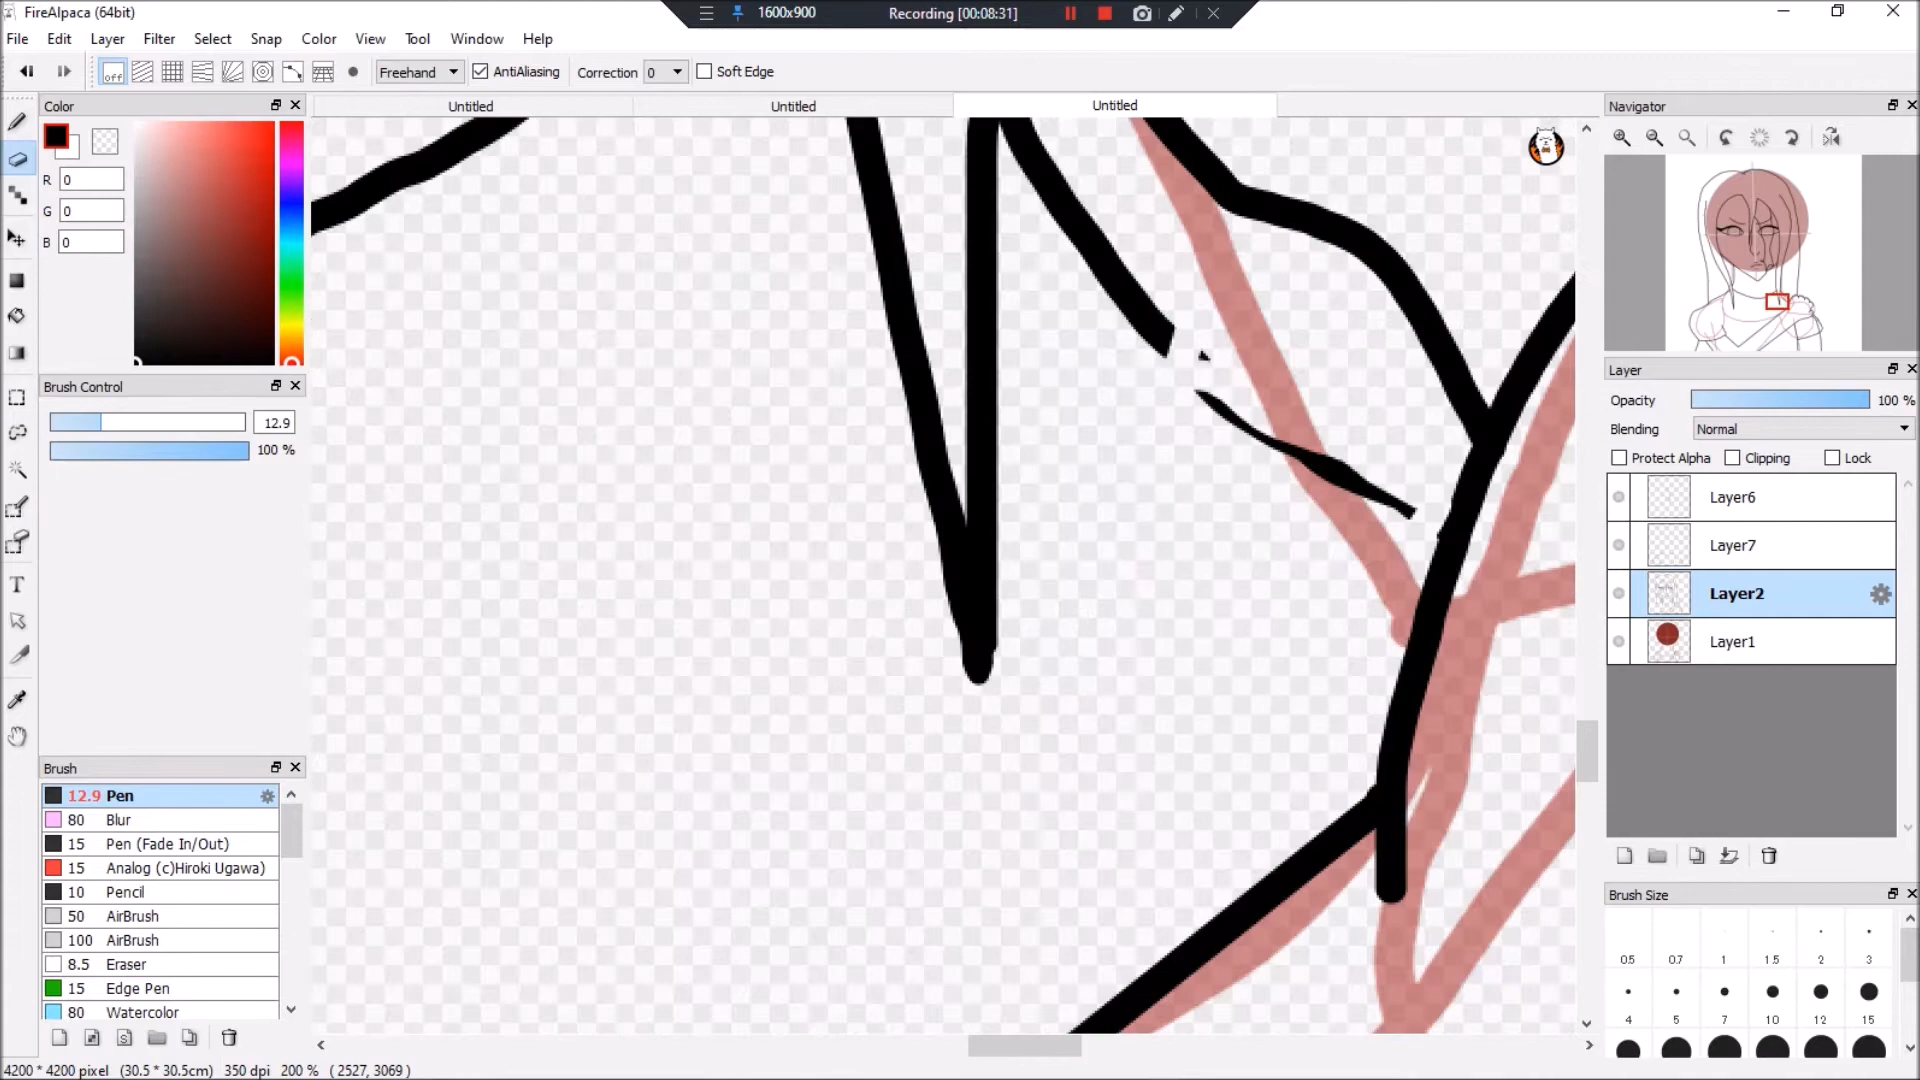 FireAlpaca (64bit)
1600x900
Recording [00:08:31]
File Edit Layer Filter Select Snap Color View Tool Window Help
off
Freehand
AntiAliasing
Correction 0
Soft Edge
Color
Untitled
Untitled
Untitled
Navigator
R 0
G 0
B 0
Layer
Brush Control
Opacity 100 %
12.9
Blending Normal
100 %
Protect Alpha
Clipping
Lock
Layer6
Layer7
Layer2
Layer1
Brush
12.9 Pen
80 Blur
15 Pen (Fade In/Out)
15 Analog (c)Hiroki Ugawa)
10 Pencil
50 AirBrush
100 AirBrush
8.5 Eraser
15 Edge Pen
80 Watercolor
Brush Size
0.5 0.7 1 1.5 2 3
4 5 7 10 12 15
S
T
4200 * 4200 pixel (30.5 * 30.5cm) 350 dpi 200 % ( 2527, 3069 )